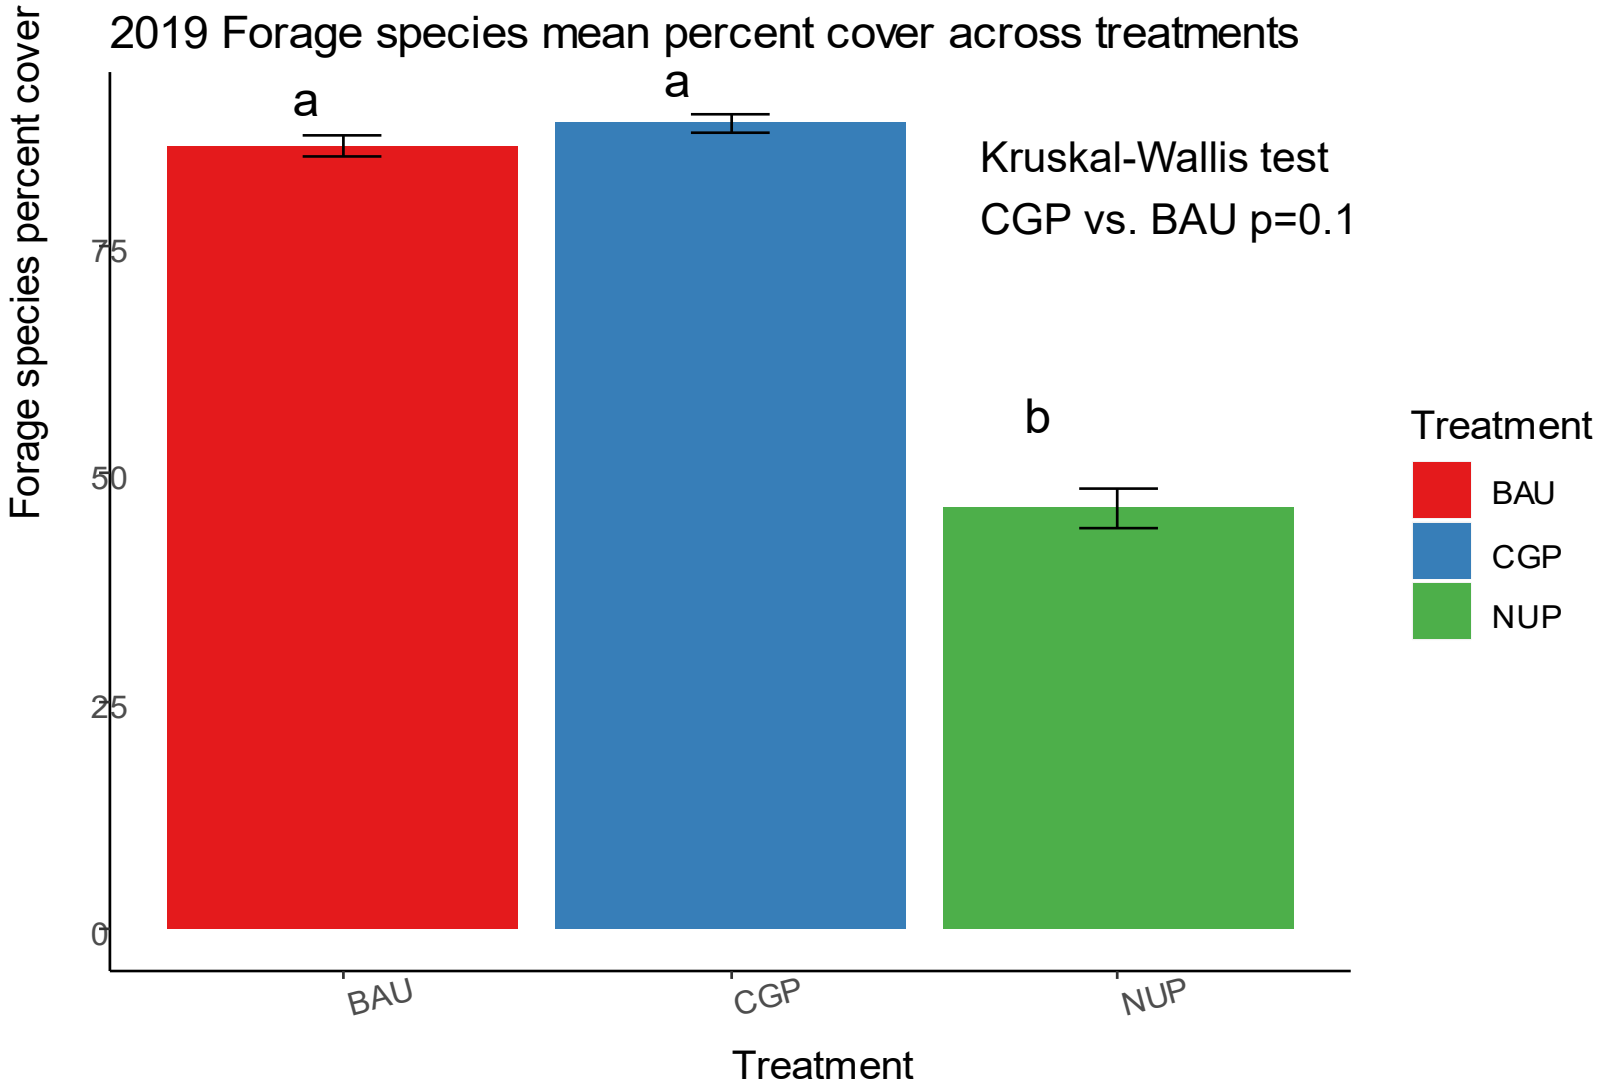 2019 Forage species mean percent cover across treatments
Forage species percent cover
a
a
Kruskal-Wallis test
CGP vs. BAU p=0.1
75
b
50
25
0
Treatment
BAU
CGP
NUP
BAU
CGP
NUP
Treatment